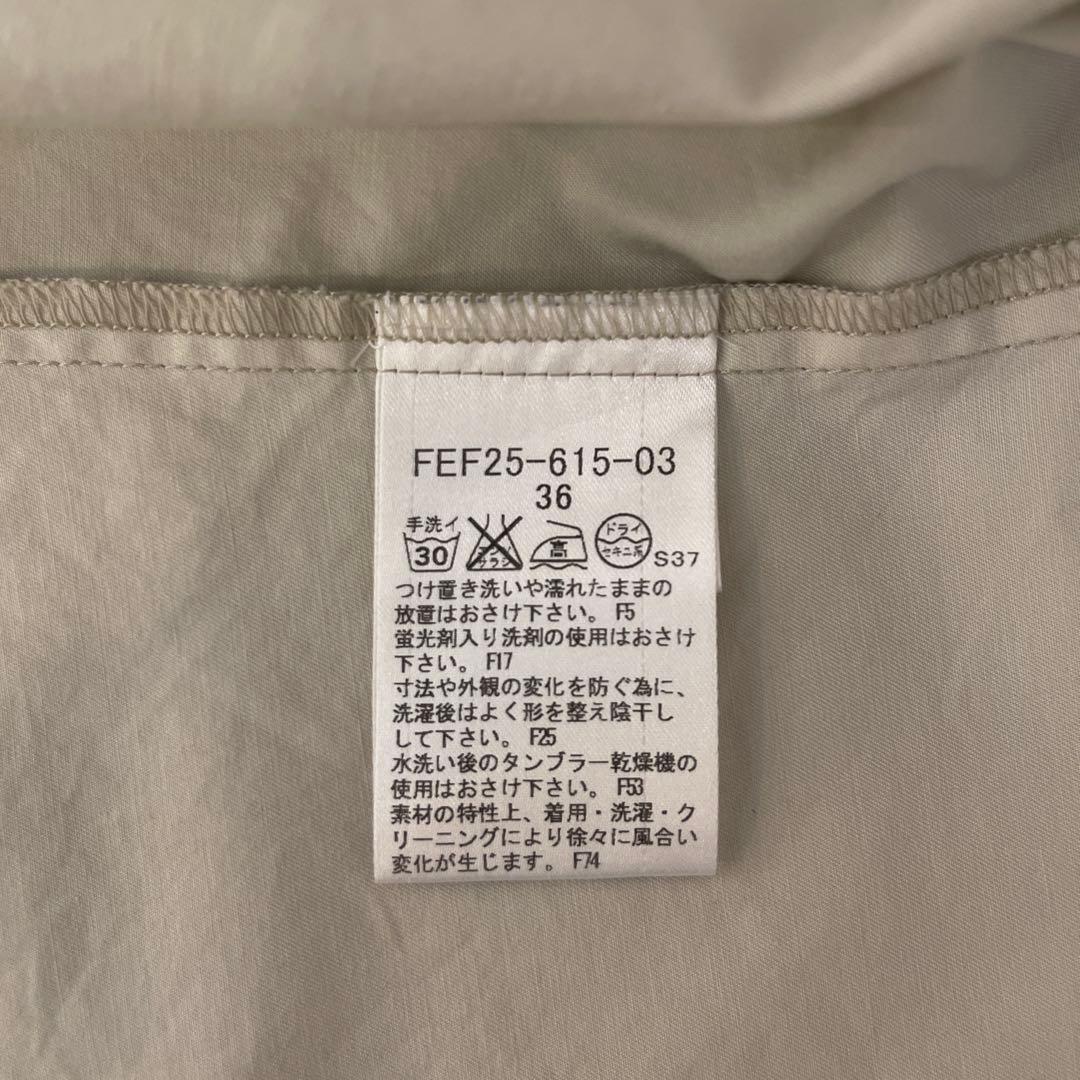 FEF25-615-03
36
手洗イ 30 エンソ サラシ 高 ドライ セキユ系 S37
つけ置き洗いや濡れたままの
放置はおさけ下さい。 F5
蛍光剤入り洗剤の使用はおさけ
下さい。 F17
寸法や外観の変化を防ぐ為に、
洗濯後はよく形を整え陰干し
して下さい。 F25
水洗い後のタンブラー乾燥機の
使用はおさけ下さい。 F53
素材の特性上、着用・洗濯・ク
リーニングにより徐々に風合い
変化が生じます。 F74